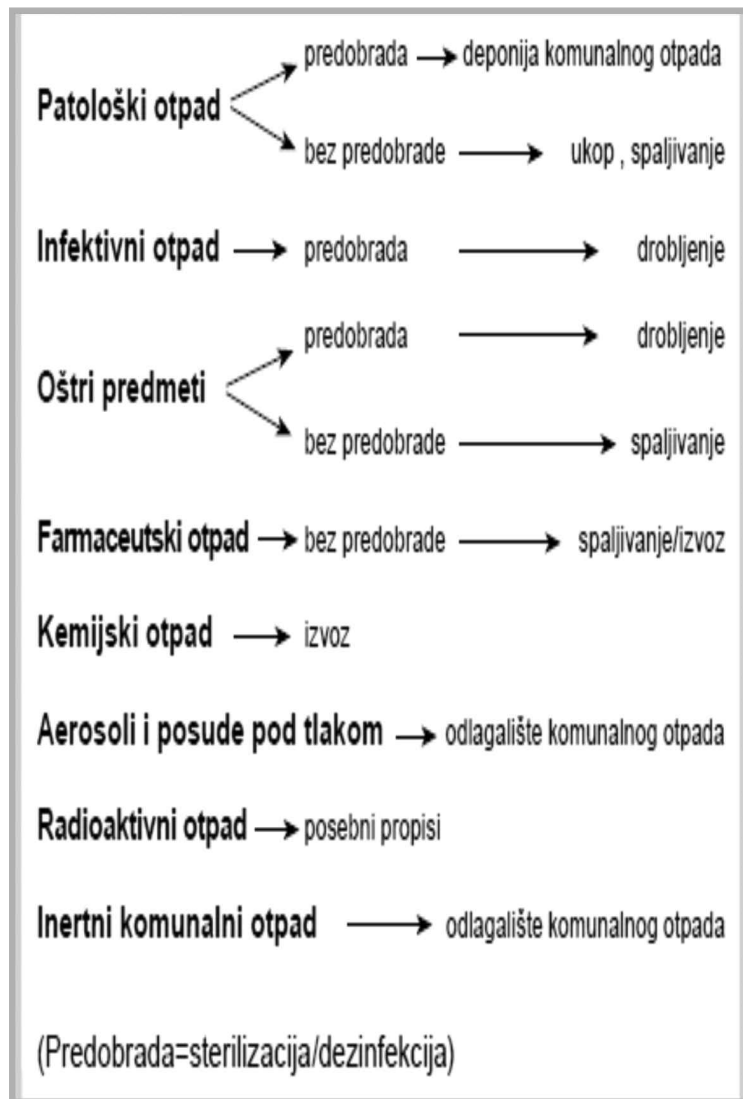 predobrada → deponija komunalnog otpada
Patološki otpad
bez predobrade → ukop , spaljivanje
Infektivni otpad → predobrada → drobljenje
predobrada → drobljenje
Oštri predmeti
bez predobrade → spaljivanje
Farmaceutski otpad → bez predobrade → spaljivanje/izvoz
Kemijski otpad → izvoz
Aerosoli i posude pod tlakom → odlagalište komunalnog otpada
Radioaktivni otpad → posebni propisi
Inertni komunalni otpad → odlagalište komunalnog otpada
(Predobrada=sterilizacija/dezinfekcija)